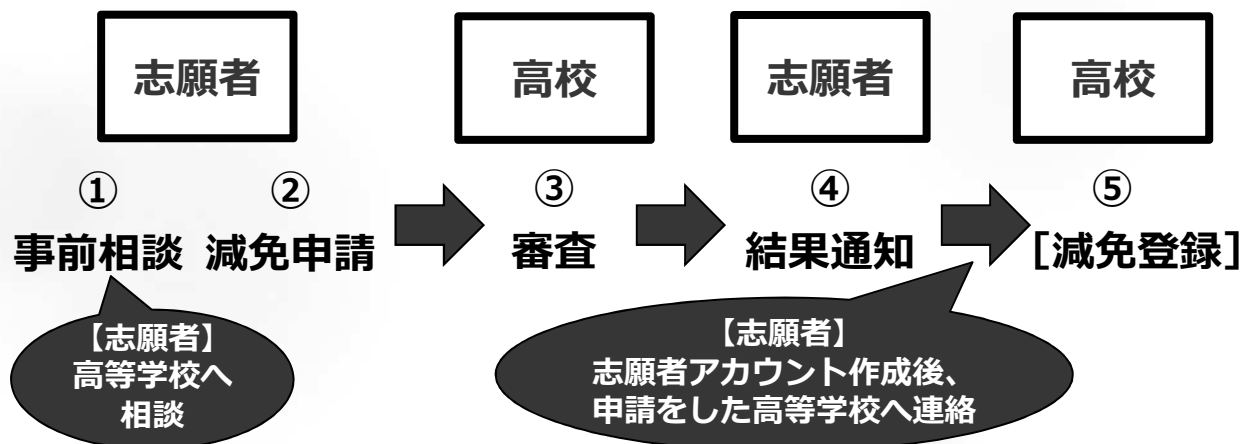 志願者
高校
志願者
高校
①
②
③
④
⑤
事前相談
減免申請
審査
結果通知
[減免登録]
【志願者】
高等学校へ
相談
【志願者】
志願者アカウント作成後、
申請をした高等学校へ連絡